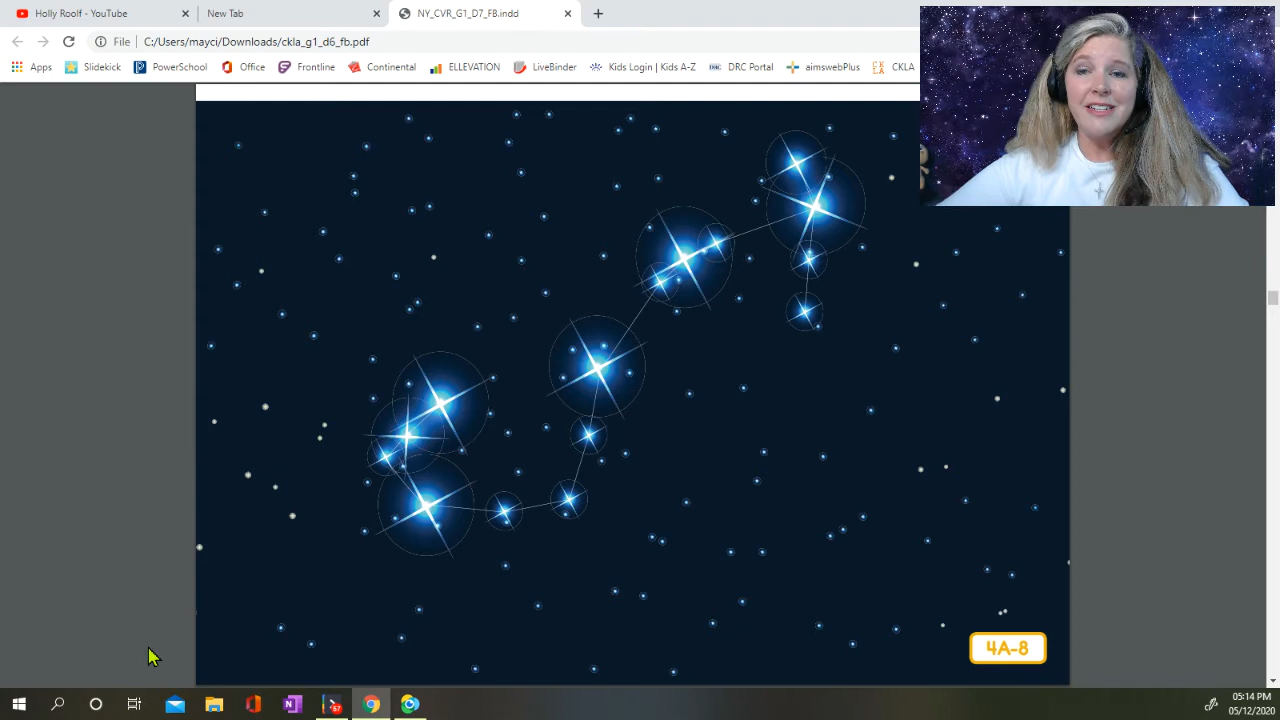 Holly Roolf - YouTube
New Tab
NY_CVR_G1_D7_FB.indd
File
C:/Users/mayol/Downloads/ckla_g1_d6_fb.pdf
Apps
Slidekick
PowerSchool
Office
Frontline
Continental
ELLEVATION
LiveBinder
Kids Login | Kids A-Z
DRC Portal
aimswebPlus
CKLA
4A-8
05:14 PM
05/12/2020